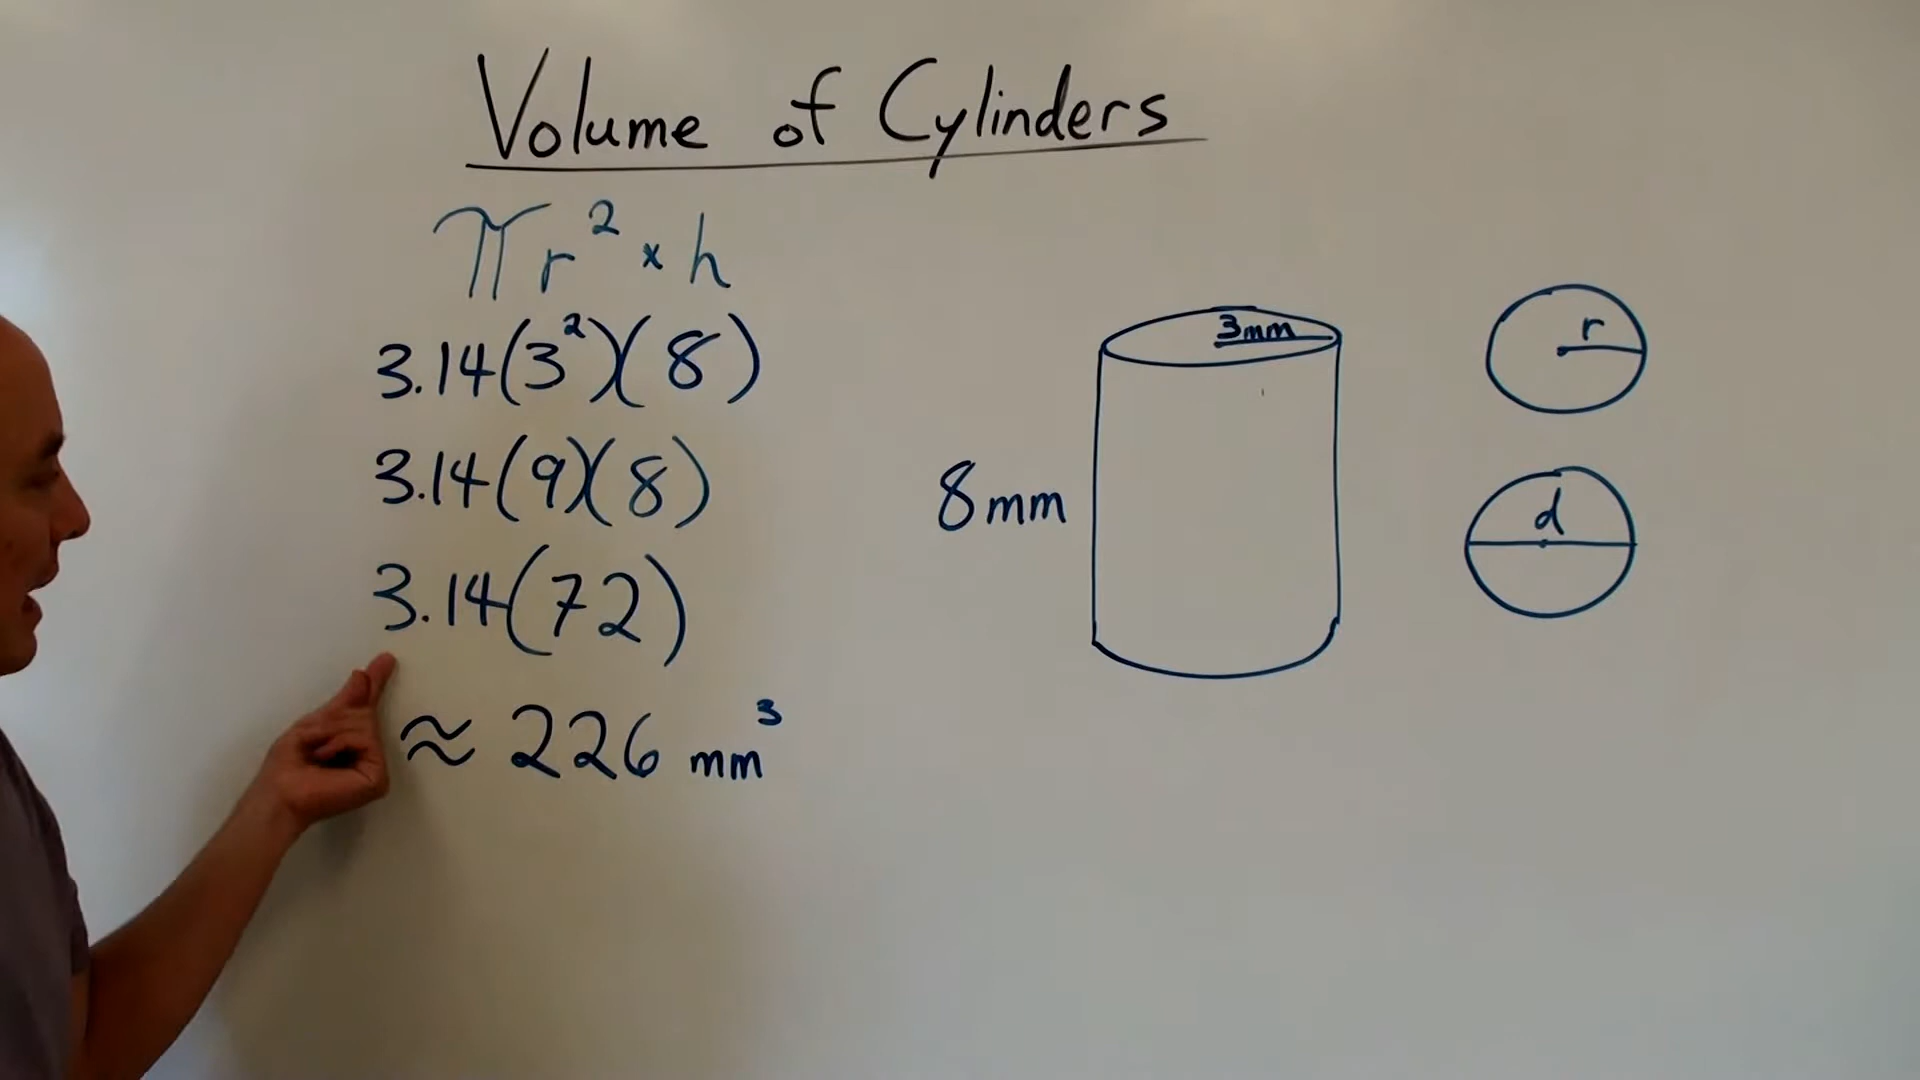 Volume of Cylinders
πr² × h
3.14(3²)(8)
3.14(9)(8)
3.14(72)
≈ 226 mm³
3mm
8mm
r
d